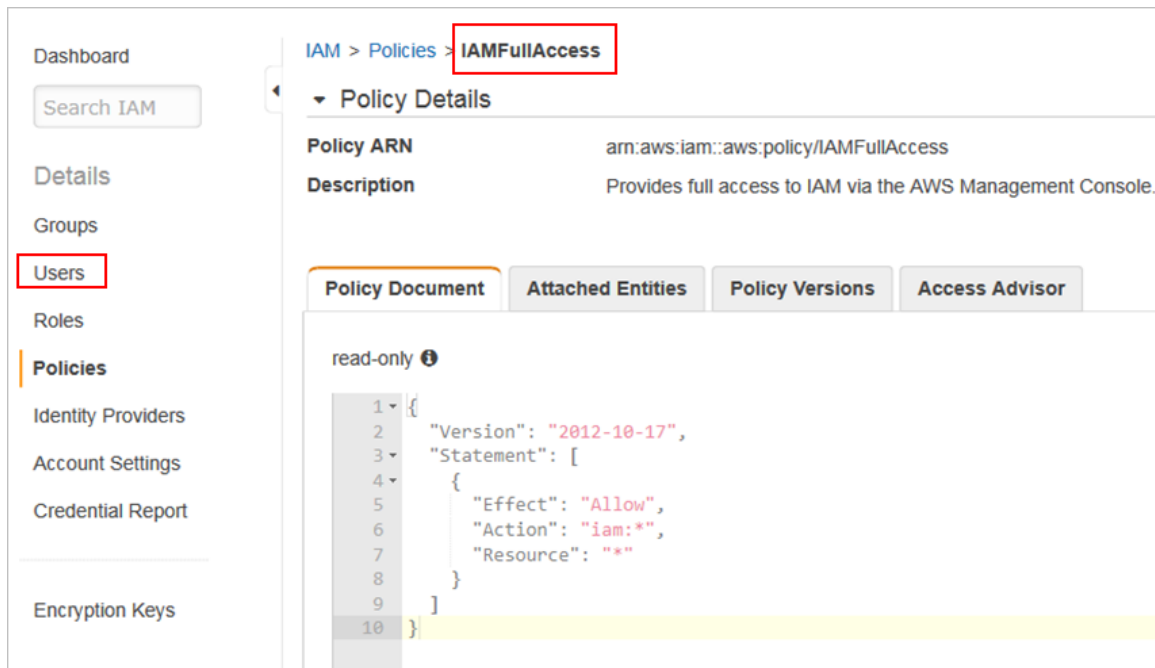 Dashboard
Search IAM
Details
Groups
Users
Roles
Policies
Identity Providers
Account Settings
Credential Report
Encryption Keys
IAM > Policies > IAMFullAccess
Policy Details
Policy ARN arn:aws:iam::aws:policy/IAMFullAccess
Description Provides full access to IAM via the AWS Management Console.
Policy Document Attached Entities Policy Versions Access Advisor
read-only
1 {
2 "Version": "2012-10-17",
3 "Statement": [
4 {
5 "Effect": "Allow",
6 "Action": "iam:*",
7 "Resource": "*"
8 }
9 ]
10 }